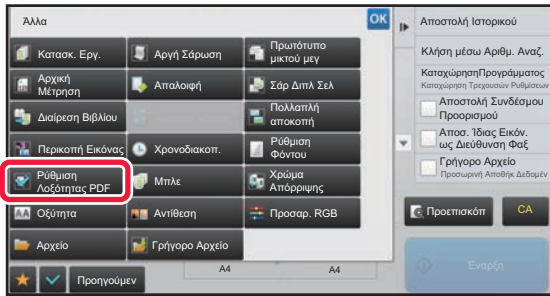 Άλλα
OK
Κατασκ. Εργ.
Αργή Σάρωση
Πρωτότυπο
μικτού μεγ
Αρχική
Μέτρηση
Απαλοιφή
Σάρ Διπλ Σελ
Διαίρεση Βιβλίου
Πολλαπλή
αποκοπή
Περικοπή Εικόνας
Χρονοδιακοπ.
Ρύθμιση
Φόντου
Ρύθμιση
Λοξότητας PDF
Μπλε
Χρώμα
Απόρριψης
Οξύτητα
Αντίθεση
Προσαρ. RGB
Αρχείο
Γρήγορο Αρχείο
Προηγούμεν
A4
A4
Αποστολή Ιστορικού
Κλήση μέσω Αριθμ. Αναζ.
ΚαταχώρησηΠρογράμματος
Καταχώρηση Τρεχουσών Ρυθμίσεων
Αποστολή Συνδέσμου
Προορισμού
Αποσ. Ίδιας Εικόν.
ως Διεύθυνση Φαξ
Γρήγορο Αρχείο
Προσωρινή Αποθήκ Δεδομέν
Προεπισκόπ
CA
Έναρξη